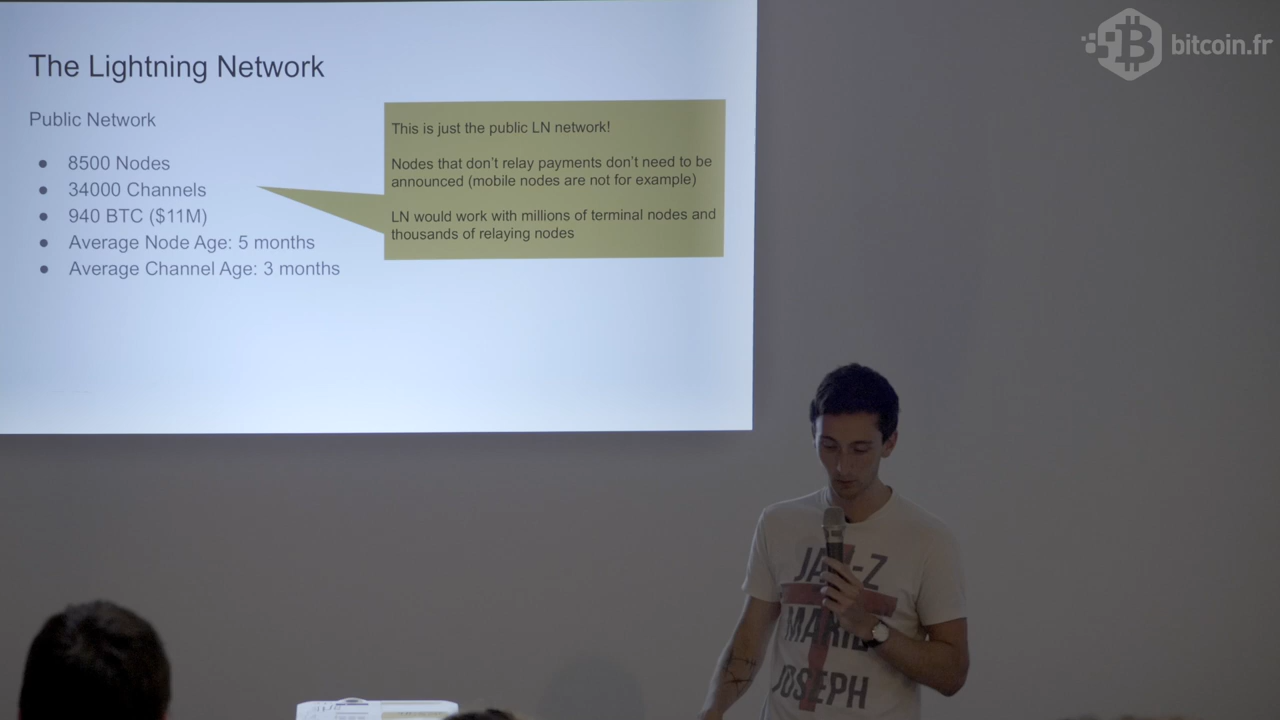 The Lightning Network
Public Network
● 8500 Nodes
● 34000 Channels
● 940 BTC ($11M)
● Average Node Age: 5 months
● Average Channel Age: 3 months
This is just the public LN network!
Nodes that don't relay payments don't need to be
announced (mobile nodes are not for example)
LN would work with millions of terminal nodes and
thousands of relaying nodes
bitcoin.fr
JOSEPH